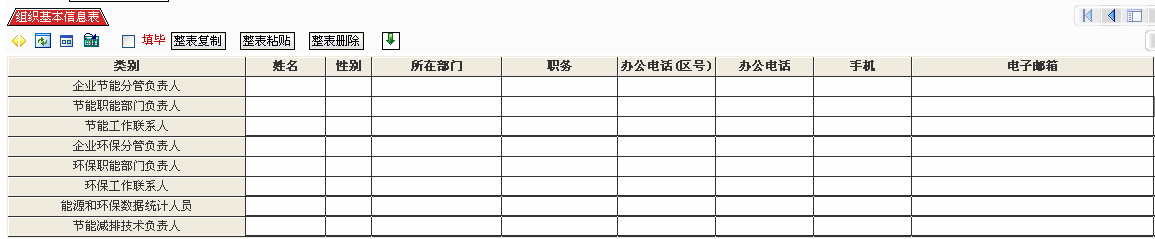 组织基本信息表
填毕 整表复制 整表粘贴 整表删除
类别 姓名 性别 所在部门 职务 办公电话(区号) 办公电话 手机 电子邮箱
企业节能分管负责人
节能职能部门负责人
节能工作联系人
企业环保分管负责人
环保职能部门负责人
环保工作联系人
能源和环保数据统计人员
节能减排技术负责人